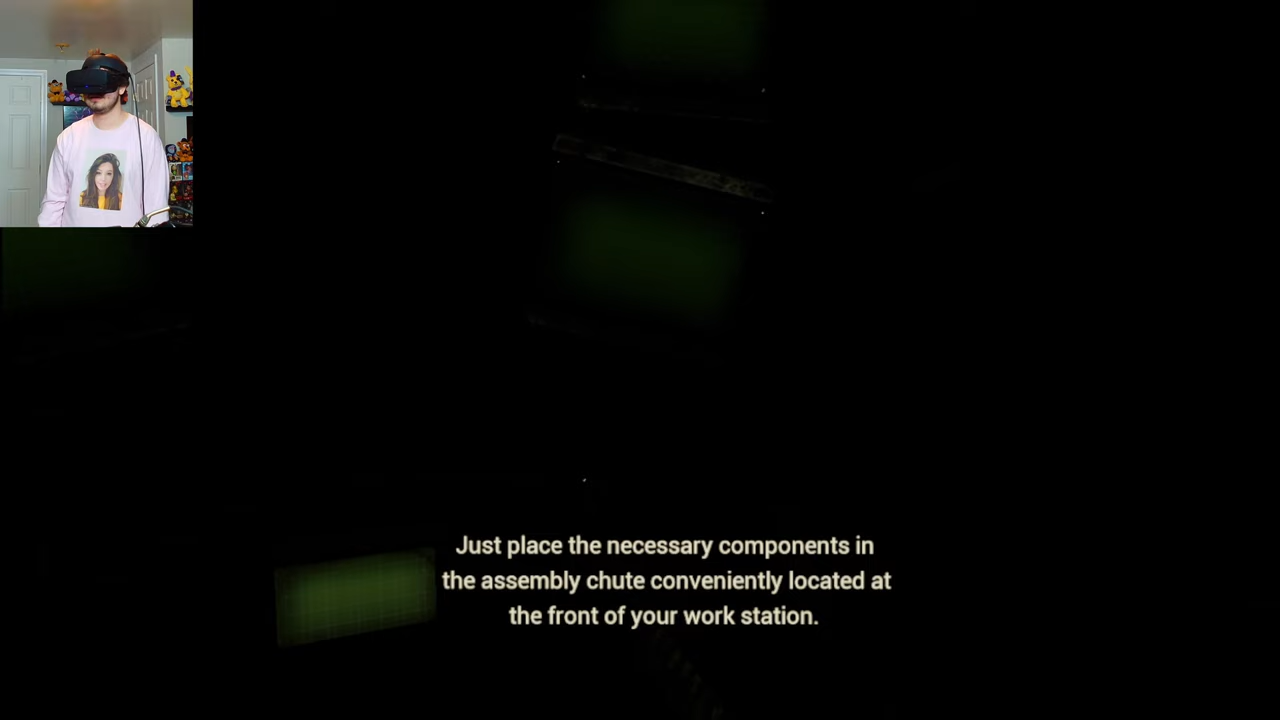 Just place the necessary components in
the assembly chute conveniently located at
the front of your work station.